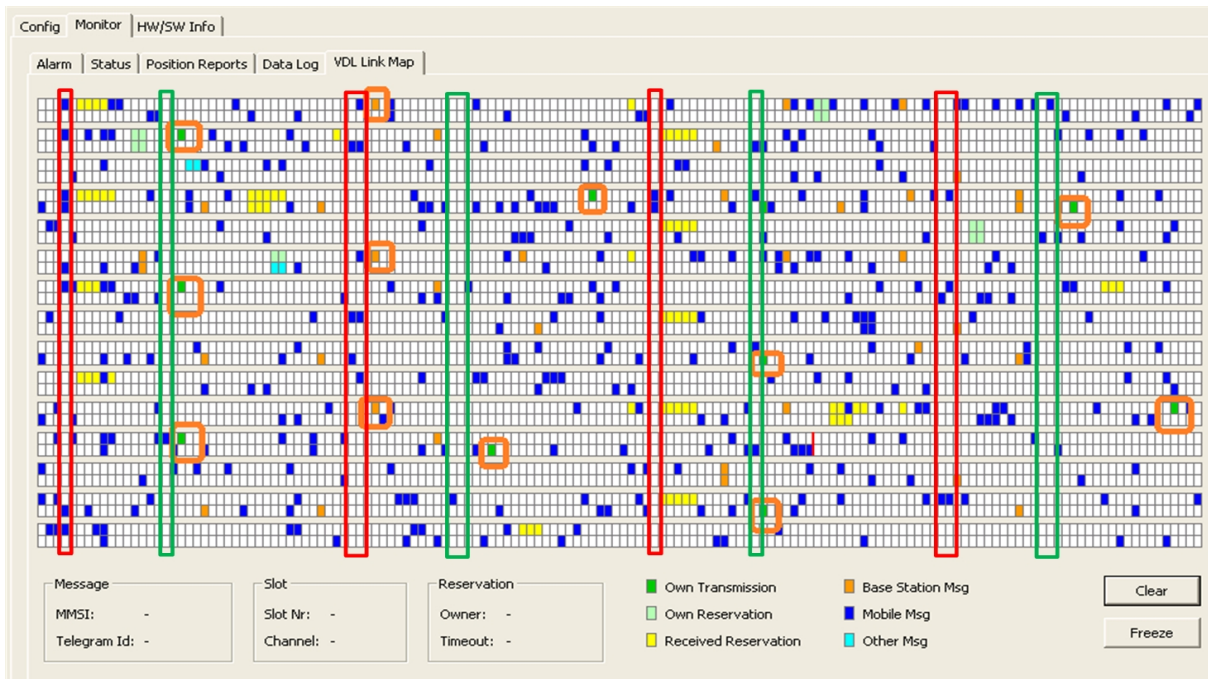 Config Monitor HW/SW Info
Alarm Status Position Reports Data Log VDL Link Map
Message Slot Reservation
Own Transmission Base Station Msg Clear
MMSI: - Slot Nr: - Owner: - Own Reservation Mobile Msg
Telegram Id: - Channel: - Timeout: - Received Reservation Other Msg Freeze